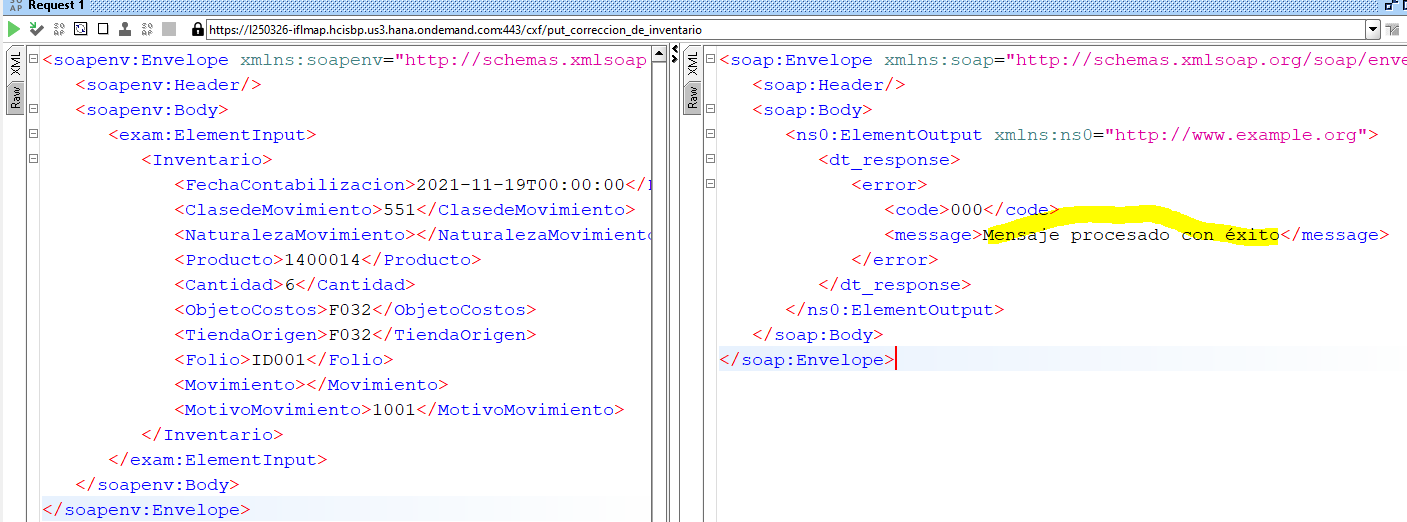 Request 1
https://l250326-iflmap.hcisbp.us3.hana.ondemand.com:443/cxf/put_correccion_de_inventario
XML
Raw
<soapenv:Envelope xmlns:soapenv="http://schemas.xmlsoap
<soapenv:Header/>
<soapenv:Body>
<exam:ElementInput>
<Inventario>
<FechaContabilizacion>2021-11-19T00:00:00</
<ClasedeMovimiento>551</ClasedeMovimiento>
<NaturalezaMovimiento></NaturalezaMovimiento
<Producto>1400014</Producto>
<Cantidad>6</Cantidad>
<ObjetoCostos>F032</ObjetoCostos>
<TiendaOrigen>F032</TiendaOrigen>
<Folio>ID001</Folio>
<Movimiento></Movimiento>
<MotivoMovimiento>1001</MotivoMovimiento>
</Inventario>
</exam:ElementInput>
</soapenv:Body>
</soapenv:Envelope>
XML
Raw
<soap:Envelope xmlns:soap="http://schemas.xmlsoap.org/soap/enve
<soap:Header/>
<soap:Body>
<ns0:ElementOutput xmlns:ns0="http://www.example.org">
<dt_response>
<error>
<code>000</code>
<message>Mensaje procesado con éxito</message>
</error>
</dt_response>
</ns0:ElementOutput>
</soap:Body>
</soap:Envelope>